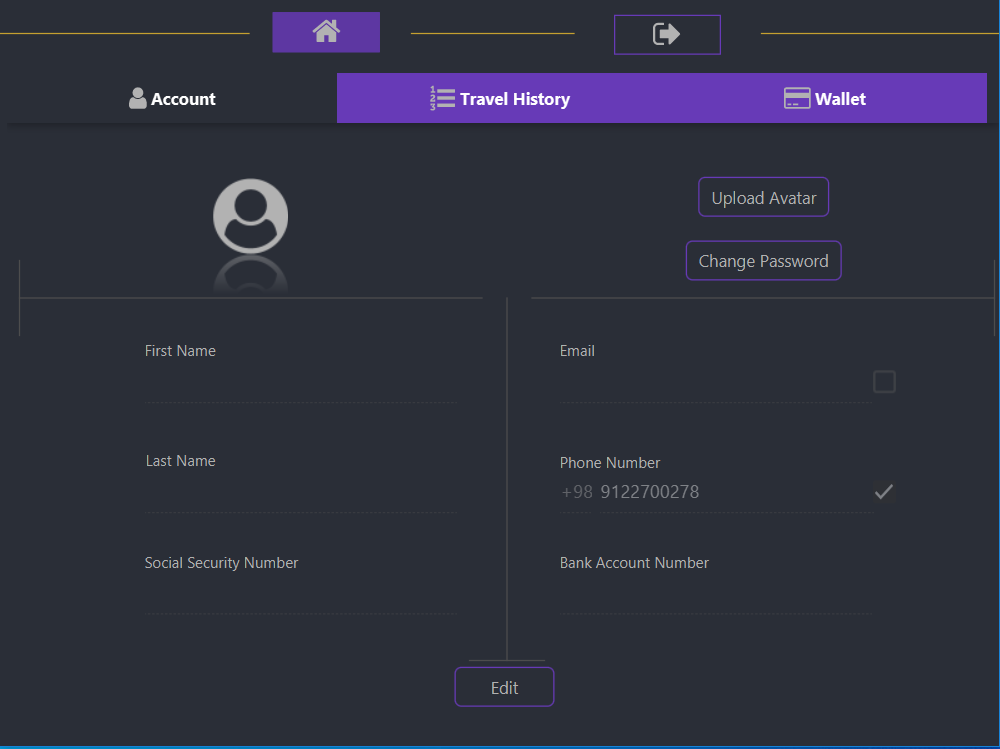 Account
Travel History
Wallet
Upload Avatar
Change Password
First Name
Email
Last Name
Phone Number
+98 9122700278
Social Security Number
Bank Account Number
Edit